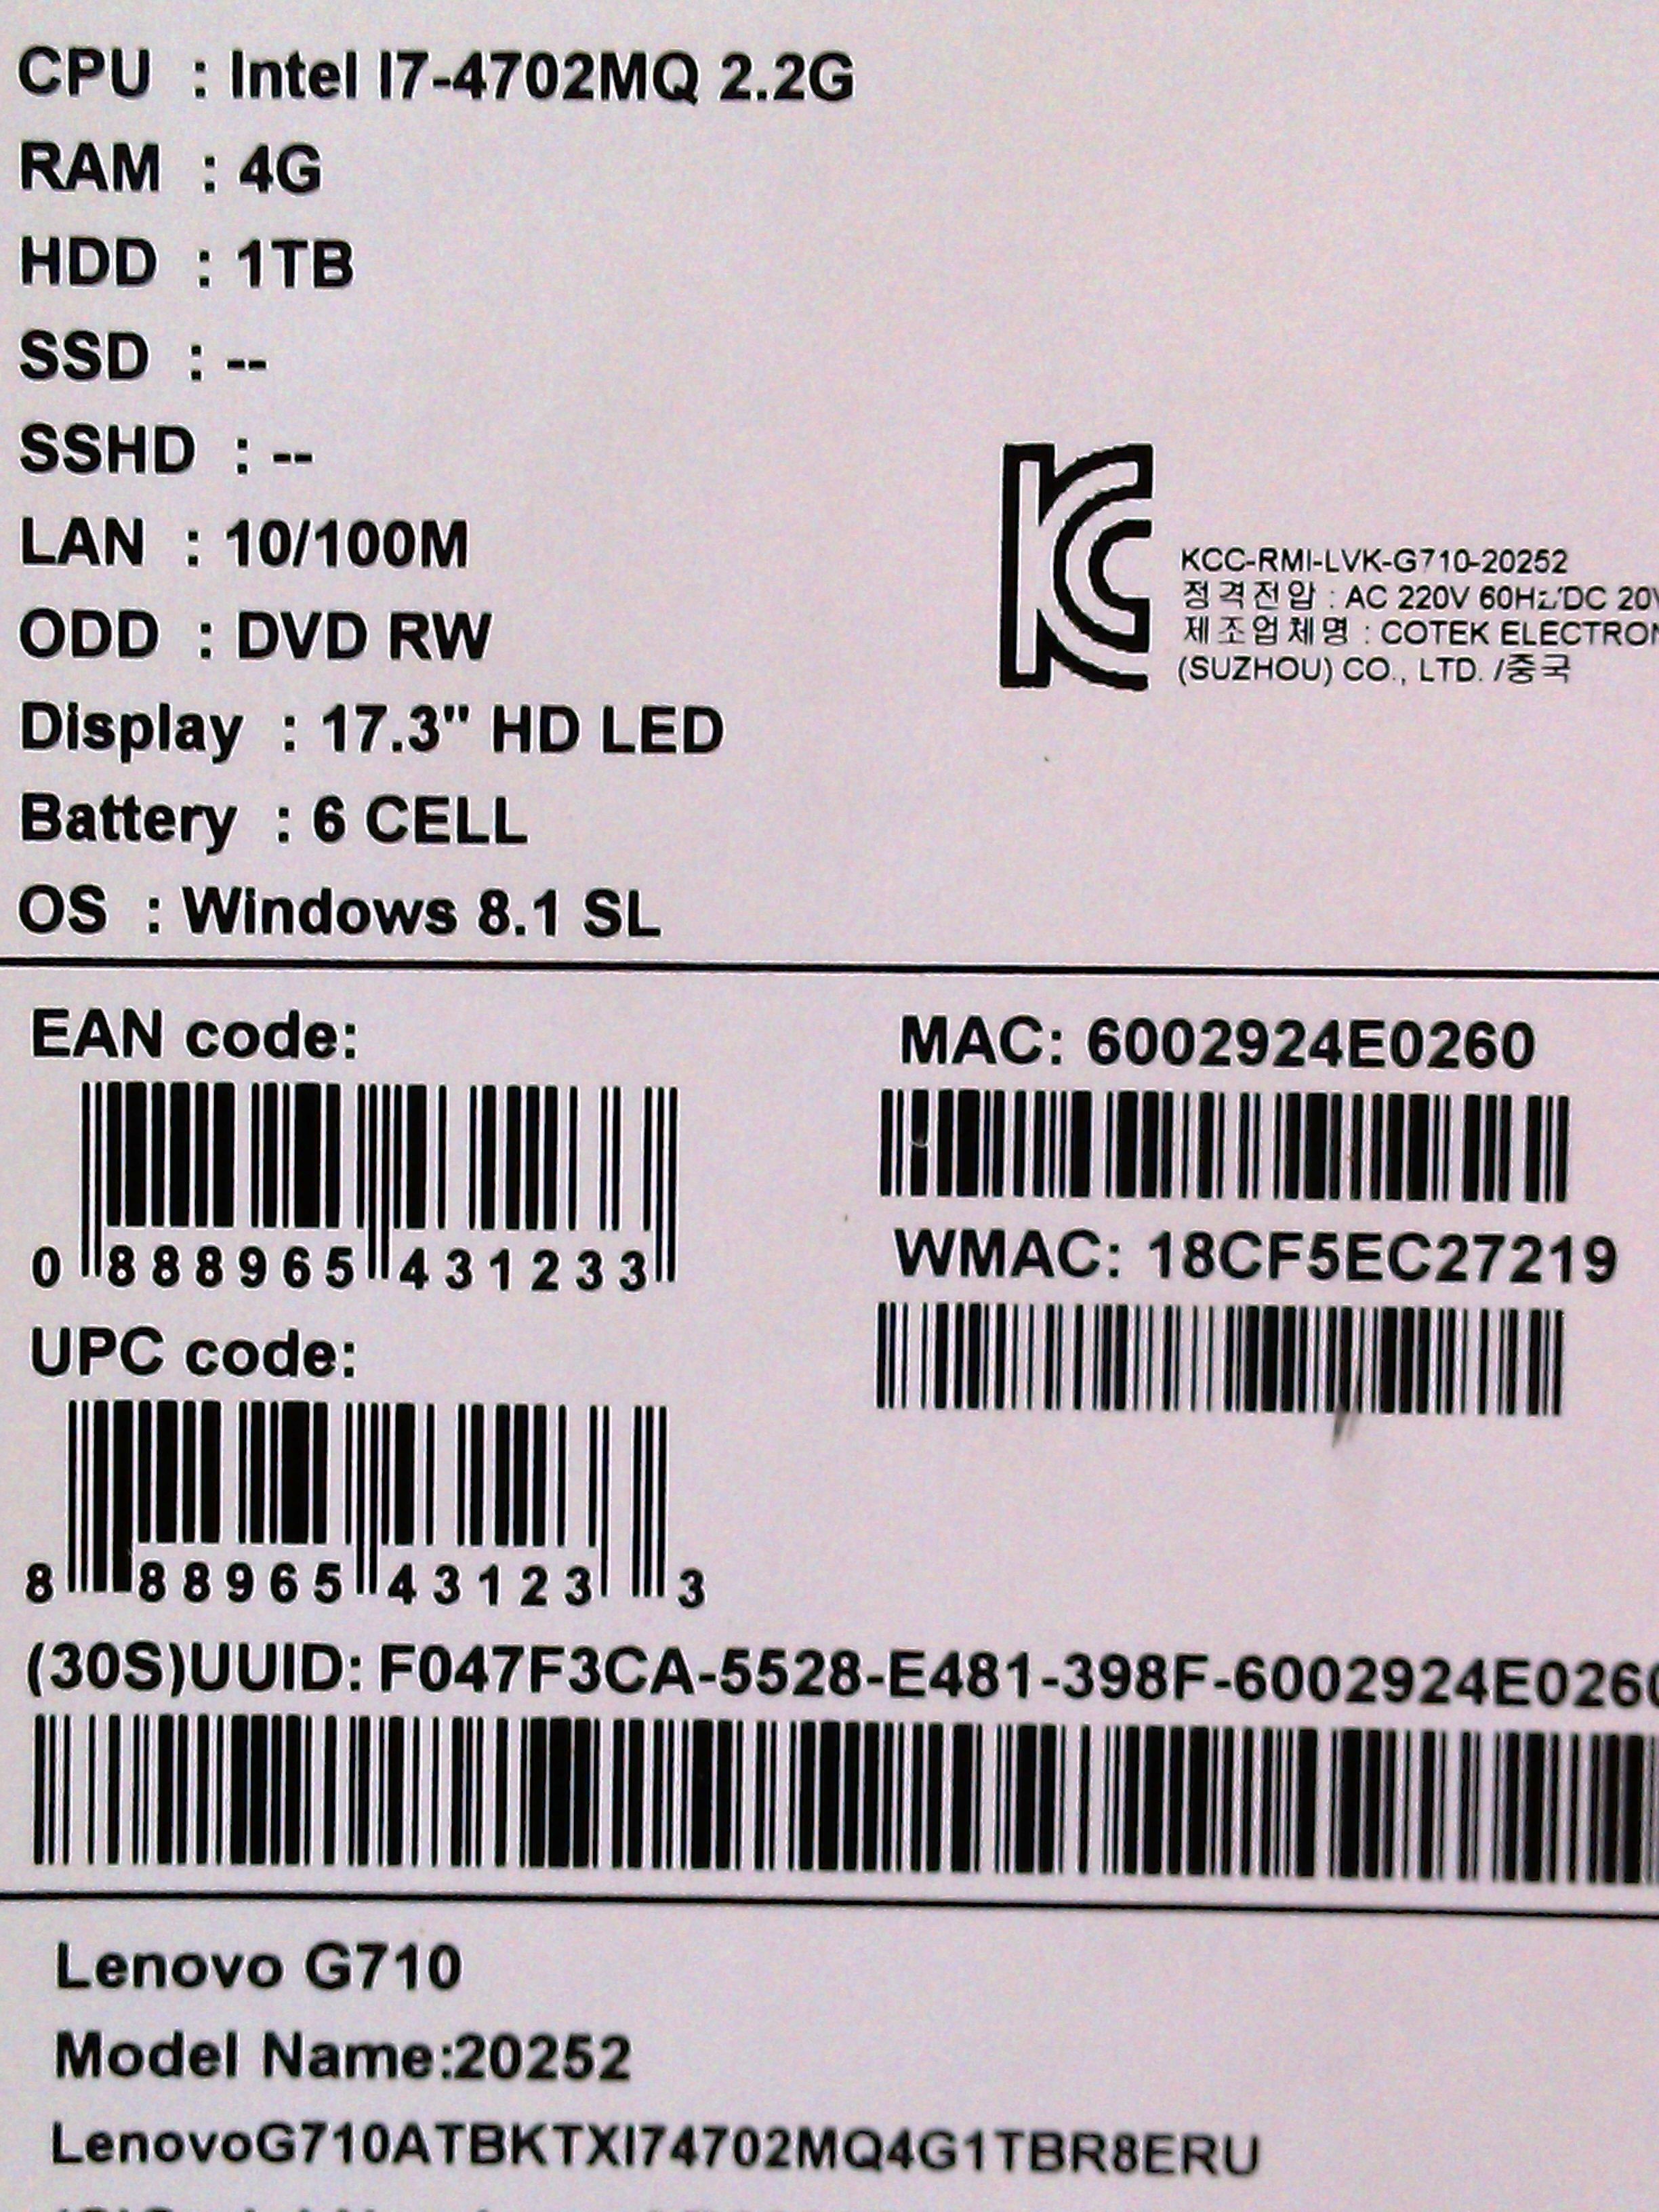 CPU : Intel I7-4702MQ 2.2G
RAM : 4G
HDD : 1TB
SSD : --
SSHD : --
LAN : 10/100M
ODD : DVD RW
Display : 17.3" HD LED
Battery : 6 CELL
OS : Windows 8.1 SL
KC
KCC-RMI-LVK-G710-20252
정격전압 : AC 220V 60Hz/DC 20V
제조업체명 : COTEK
(SUZHOU) CO., LTD. /중국
EAN code:
0 888965 431233
UPC code:
8 88965 43123 3
MAC: 6002924E0260
WMAC: 18CF5EC27219
(30S)UUID: F047F3CA-5528-E481-398F-6002924E0260
Lenovo G710
Model Name:20252
LenovoG710ATBKTXI74702MQ4G1TBR8ERU